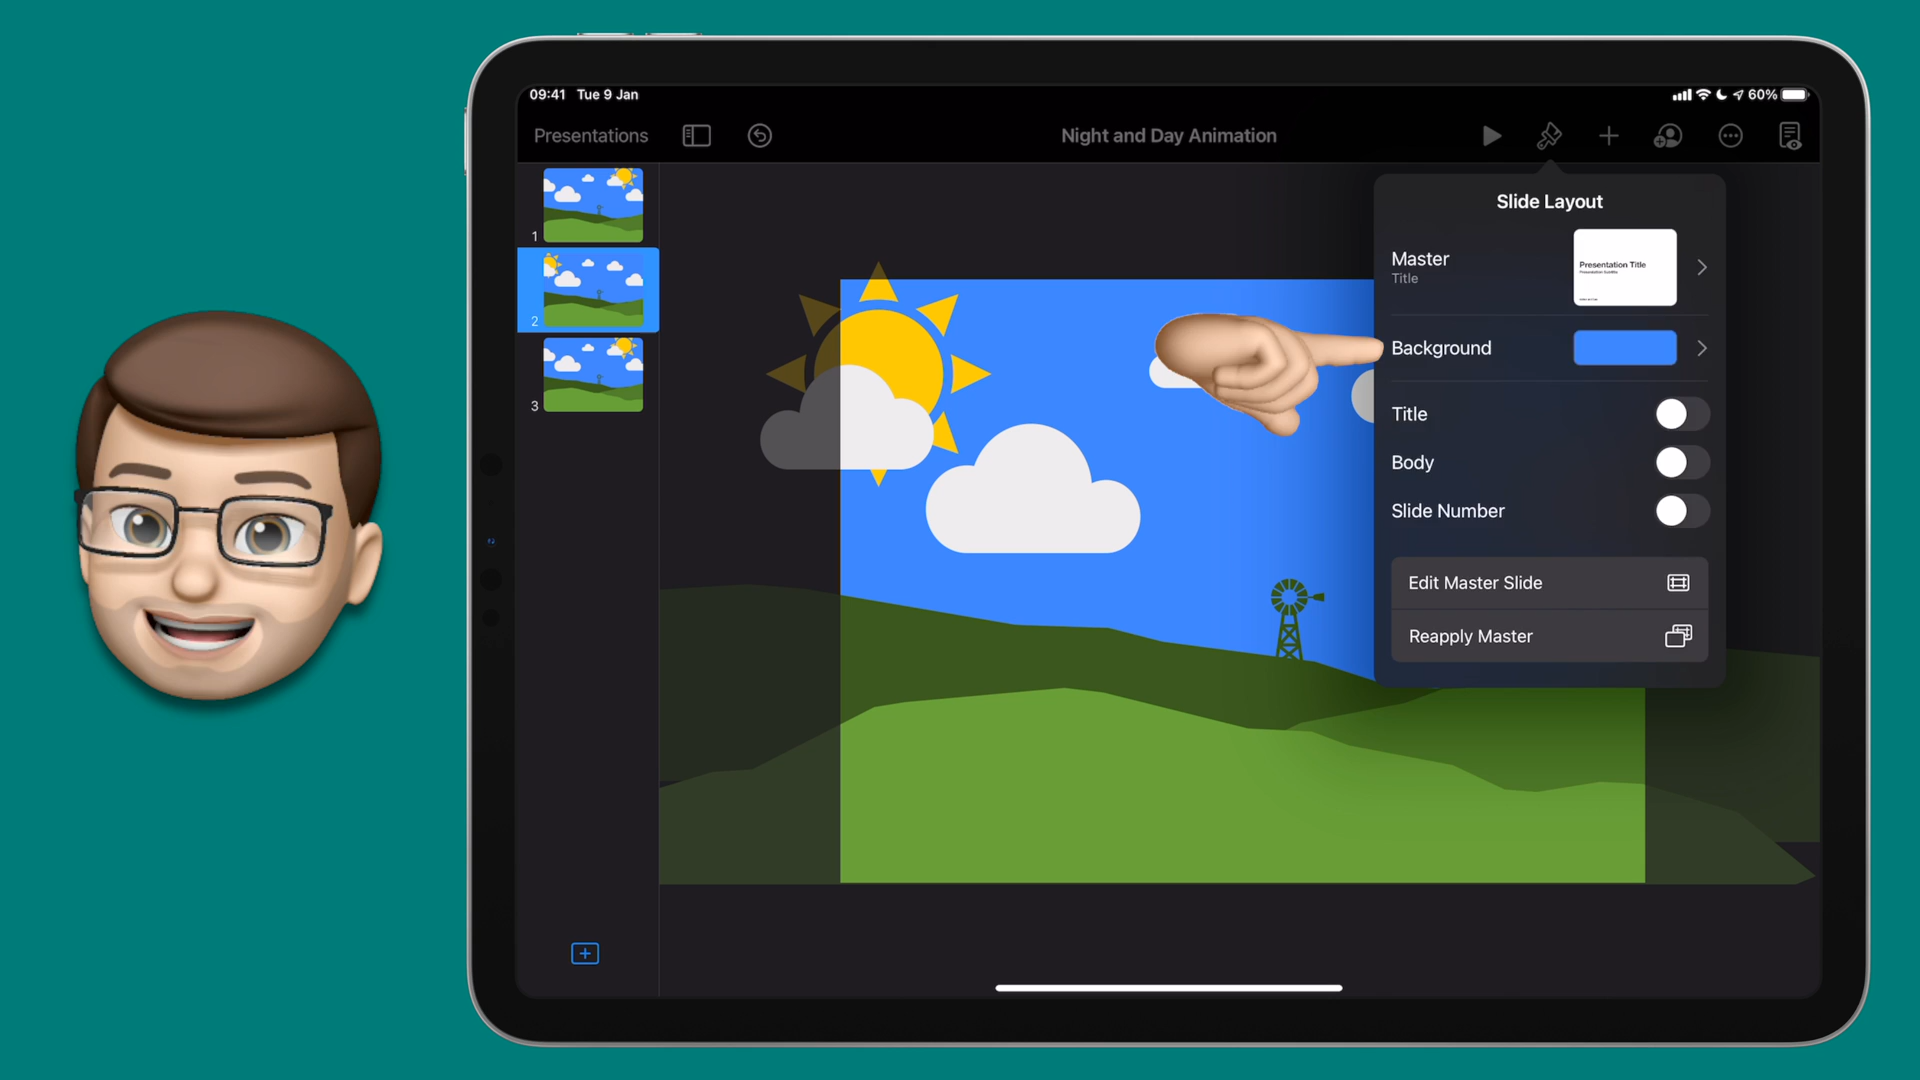 09:41 Tue 9 Jan
60%
Presentations
Night and Day Animation
1
2
3
Slide Layout
Master
Title
Presentation Title
Background
Title
Body
Slide Number
Edit Master Slide
Reapply Master